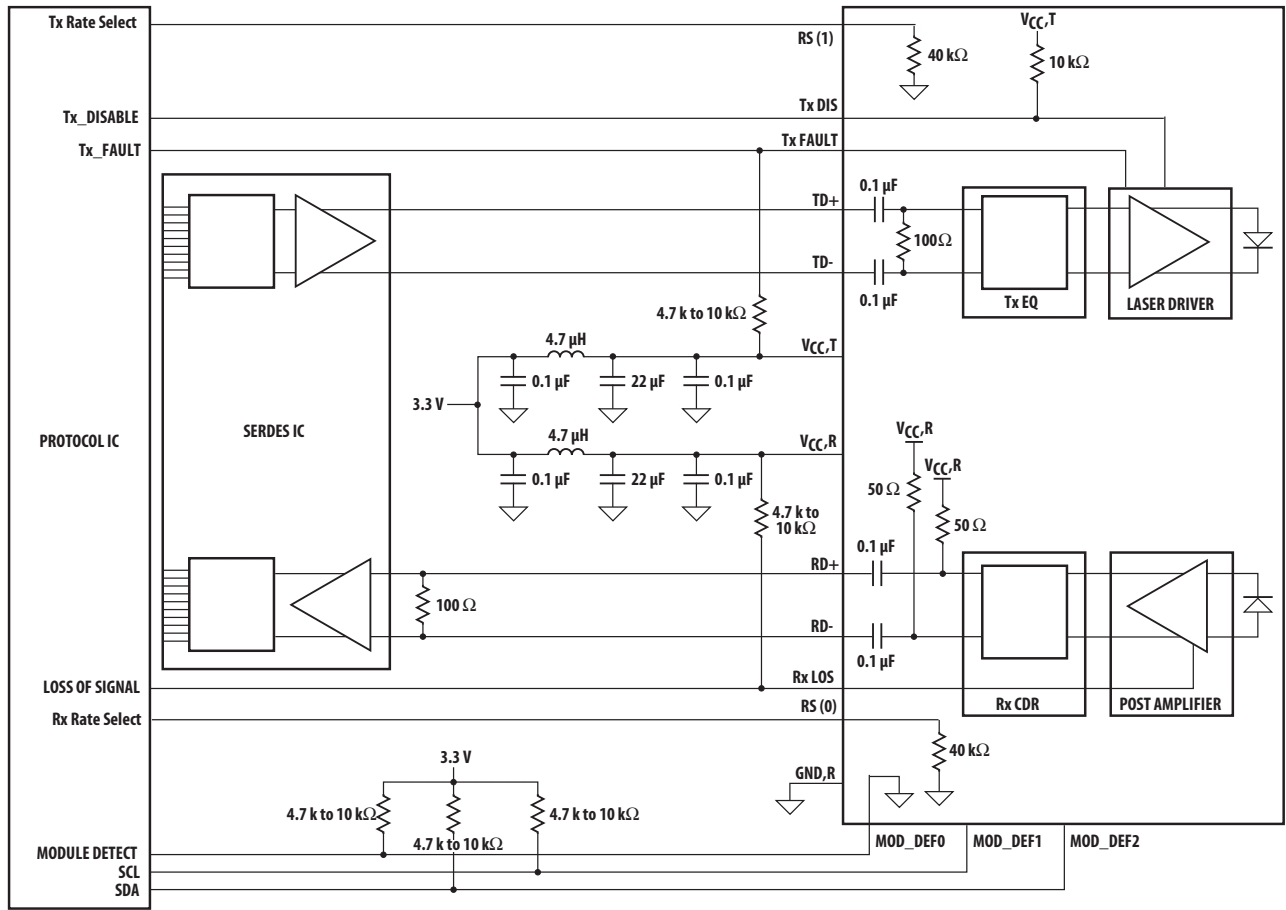 Tx Rate Select
RS (1)
VCC,T
40 kΩ
10 kΩ
Tx_DISABLE
Tx DIS
Tx_FAULT
Tx FAULT
0.1 µF
TD+
100Ω
TD-
0.1 µF
Tx EQ
LASER DRIVER
4.7 k to 10 kΩ
4.7 µH
VCC,T
0.1 µF
22 µF
0.1 µF
3.3 V
PROTOCOL IC
SERDES IC
4.7 µH
VCC,R
VCC,R
VCC,R
0.1 µF
22 µF
0.1 µF
50 Ω
4.7 k to
10 kΩ
50 Ω
0.1 µF
RD+
100 Ω
RD-
0.1 µF
LOSS OF SIGNAL
Rx LOS
Rx CDR
POST AMPLIFIER
Rx Rate Select
RS (0)
40 kΩ
3.3 V
GND,R
4.7 k to 10 kΩ
4.7 k to 10 kΩ
4.7 k to 10 kΩ
MODULE DETECT
MOD_DEF0
MOD_DEF1
MOD_DEF2
SCL
SDA